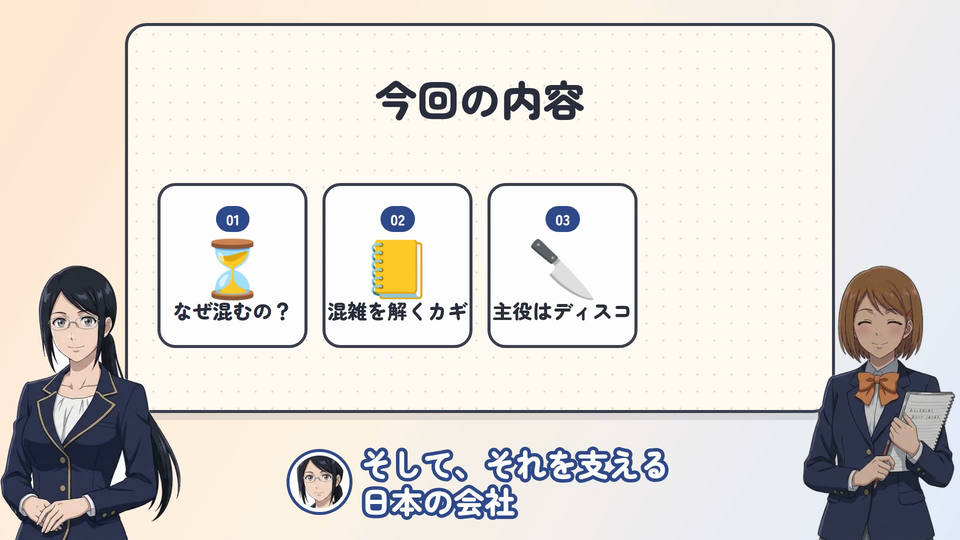 今回の内容
01
なぜ混むの？
02
混雑を解くカギ
03
主役はディスコ
そして、それを支える
日本の会社